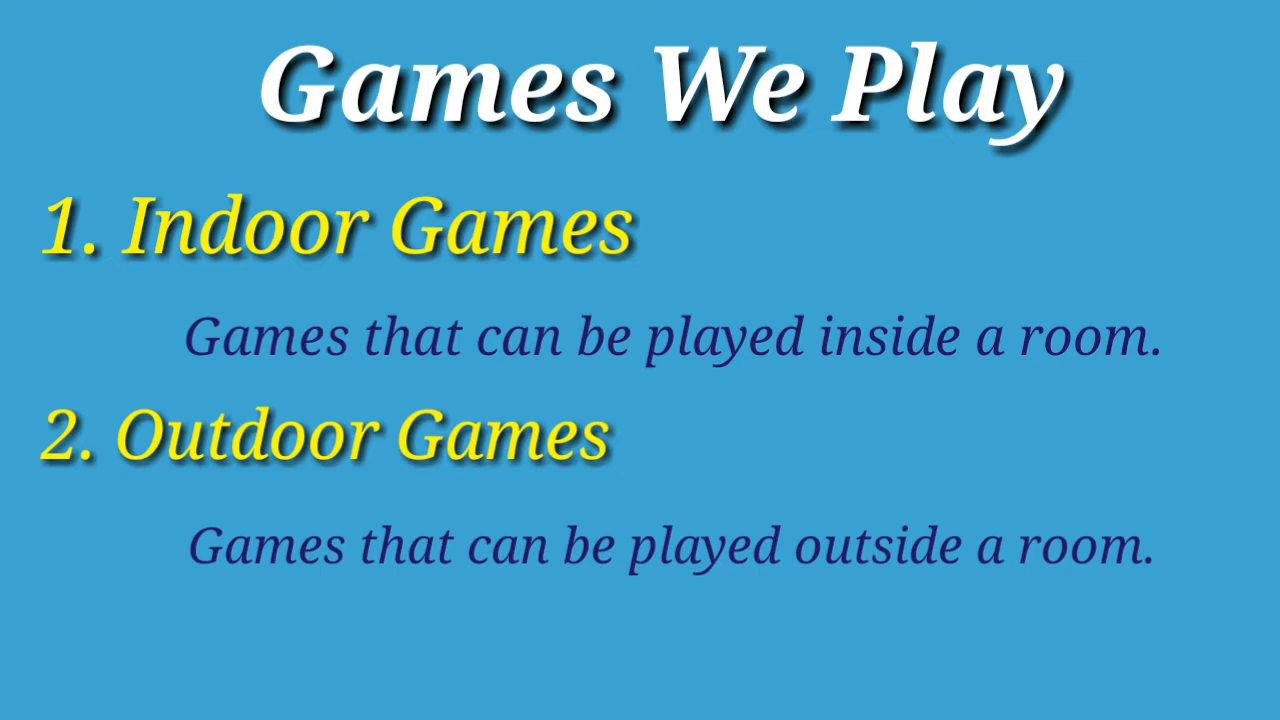 Games We Play
1. Indoor Games
Games that can be played inside a room.
2. Outdoor Games
Games that can be played outside a room.